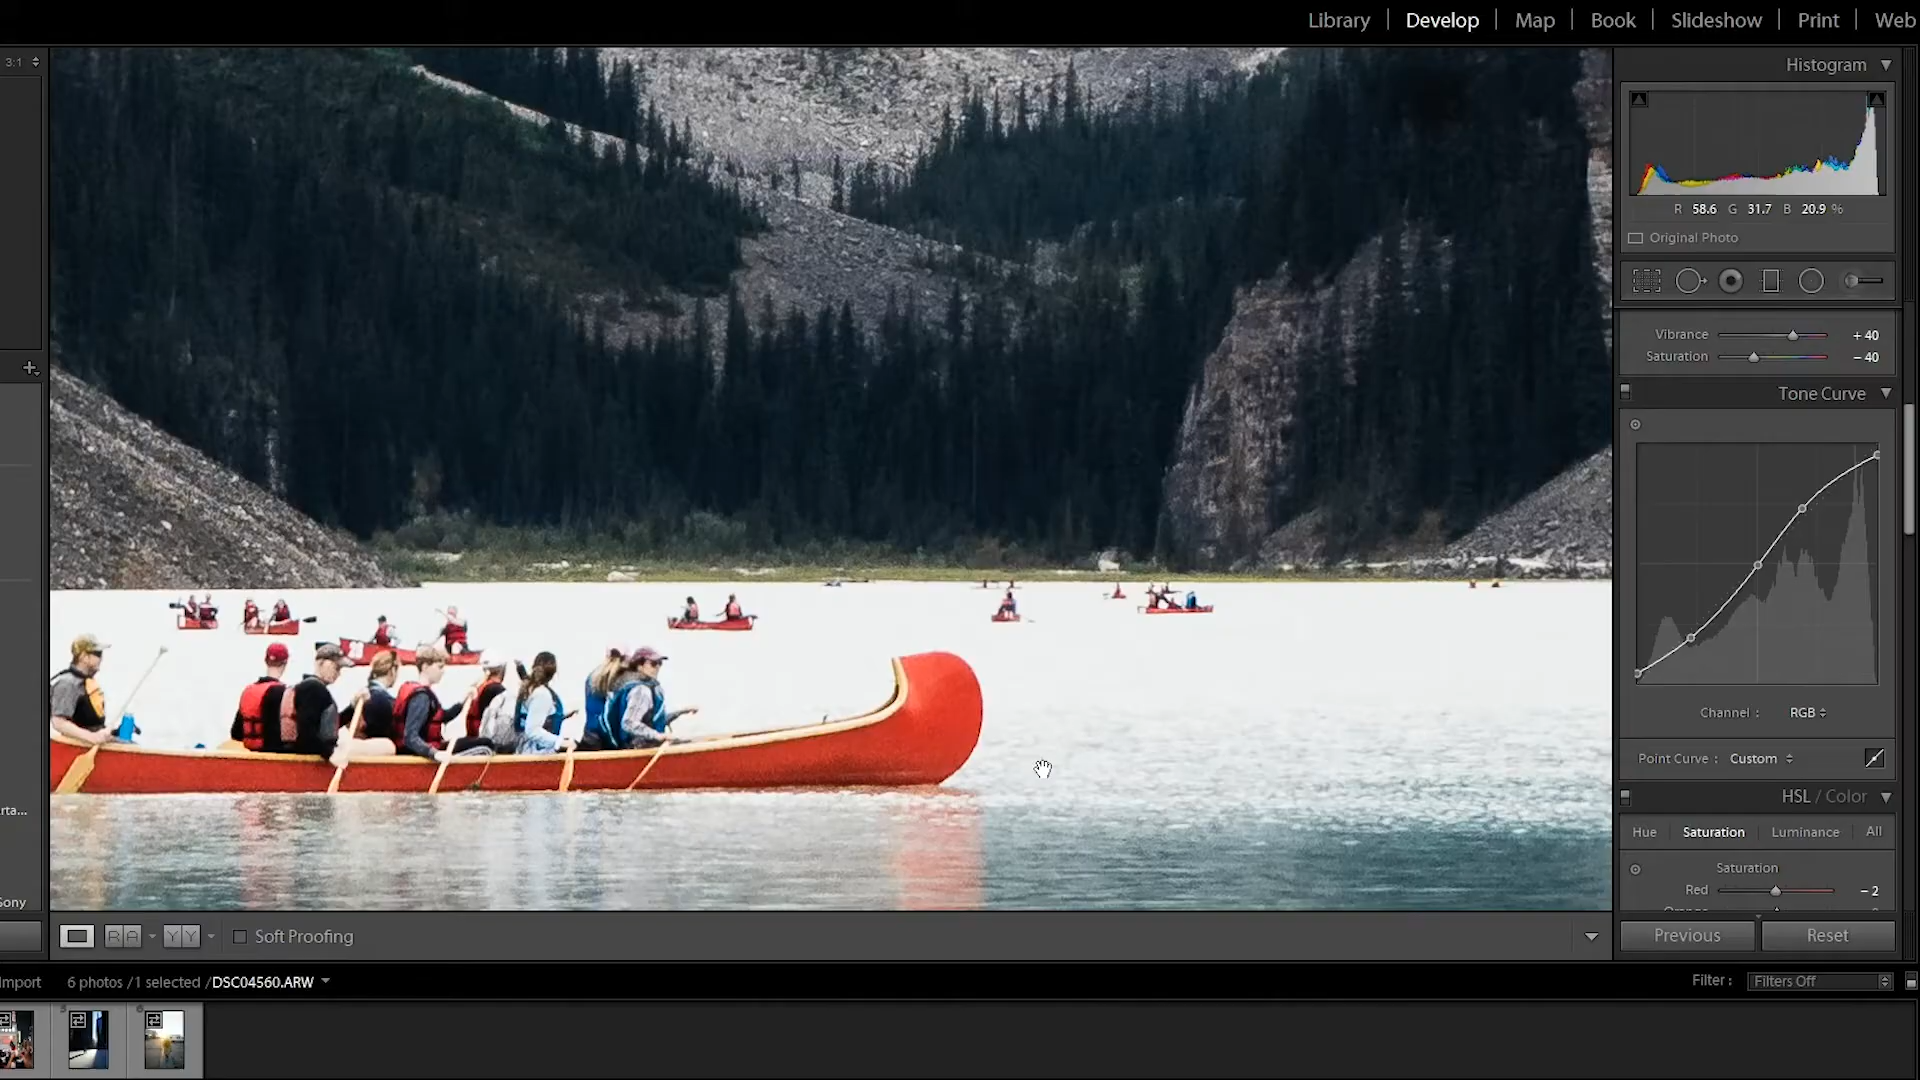 Library | Develop | Map | Book | Slideshow | Print | Web
3:1
Histogram
R 58.6 G 31.7 B 20.9 %
Original Photo
Vibrance + 40
Saturation − 40
Tone Curve
Channel : RGB
Point Curve : Custom
HSL / Color
Hue Saturation Luminance All
Saturation
Red − 2
rta...
Sony
RA YY Soft Proofing
Previous Reset
Import 6 photos / 1 selected / DSC04560.ARW
Filter : Filters Off